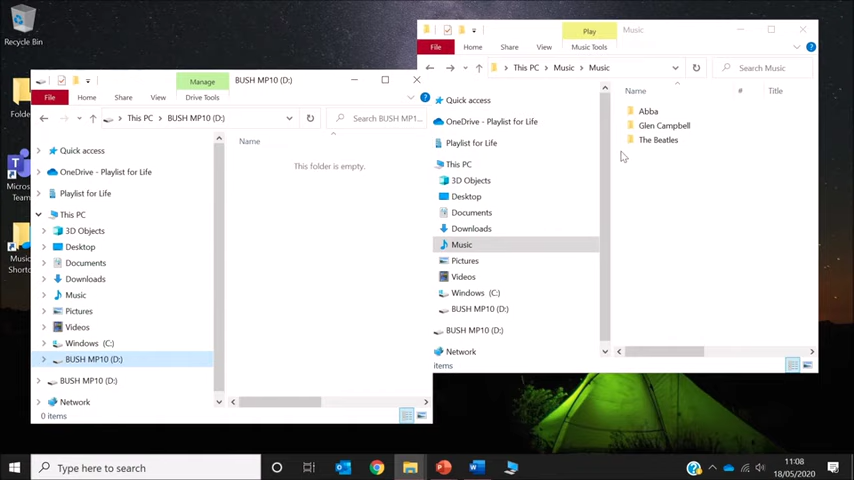 Recycle Bin
Folder
Micros
Te
Music
Shortc
Manage
BUSH MP10 (D:)
File
Home
Share
View
Drive Tools
This PC
BUSH MP10 (D:)
Search BUSH MP1...
Quick access
OneDrive - Playlist for Life
Playlist for Life
This PC
3D Objects
Desktop
Documents
Downloads
Music
Pictures
Videos
Windows (C:)
BUSH MP10 (D:)
BUSH MP10 (D:)
Network
0 items
Name
This folder is empty.
Play
Music
File
Home
Share
View
Music Tools
This PC
Music
Music
Search Music
Quick access
OneDrive - Playlist for Life
Playlist for Life
This PC
3D Objects
Desktop
Documents
Downloads
Music
Pictures
Videos
Windows (C:)
BUSH MP10 (D:)
BUSH MP10 (D:)
Network
items
Name
#
Title
Abba
Glen Campbell
The Beatles
Type here to search
11:08
18/05/2020